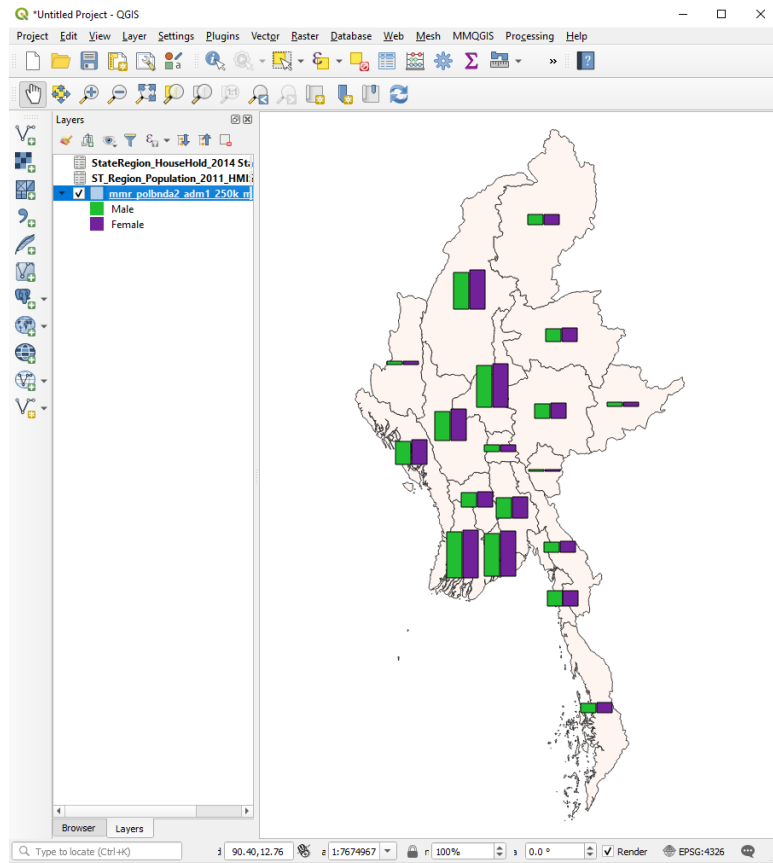 *Untitled Project - QGIS
Project Edit View Layer Settings Plugins Vector Raster Database Web Mesh MMQGIS Processing Help
Layers
StateRegion_HouseHold_2014 Sta
ST_Region_Population_2011_HMI
mmr_polbnda2_adm1_250k_m
Male
Female
Browser Layers
Type to locate (Ctrl+K) 90.40,12.76 1:7674967 100% 0.0 ° Render EPSG:4326